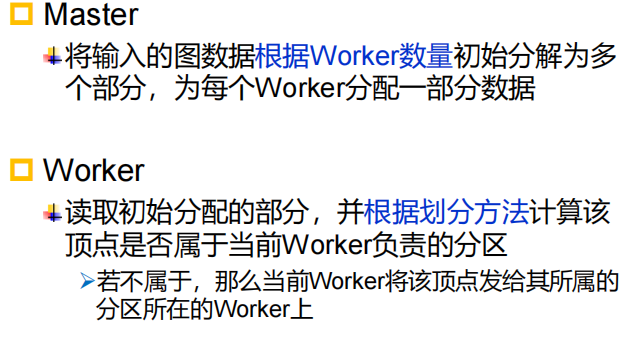 Master
将输入的图数据根据Worker数量初始分解为多
个部分，为每个Worker分配一部分数据
Worker
读取初始分配的部分，并根据划分方法计算该
顶点是否属于当前Worker负责的分区
若不属于，那么当前Worker将该顶点发给其所属的
分区所在的Worker上